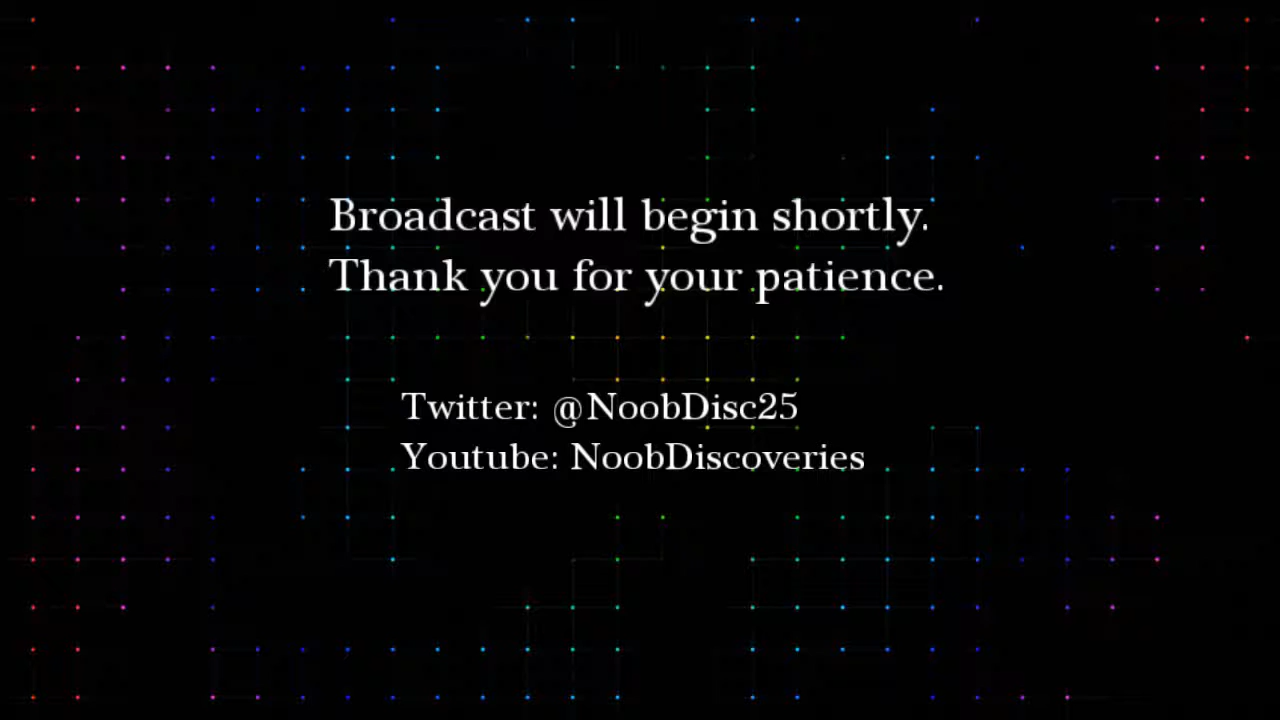 Broadcast will begin shortly.
Thank you for your patience.
Twitter: @NoobDisc25
Youtube: NoobDiscoveries